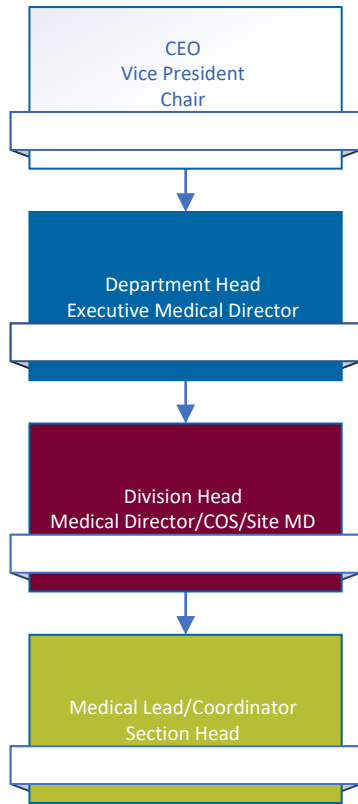 CEO
Vice President
Chair
Department Head
Executive Medical Director
Division Head
Medical Director/COS/Site MD
Medical Lead/Coordinator
Section Head